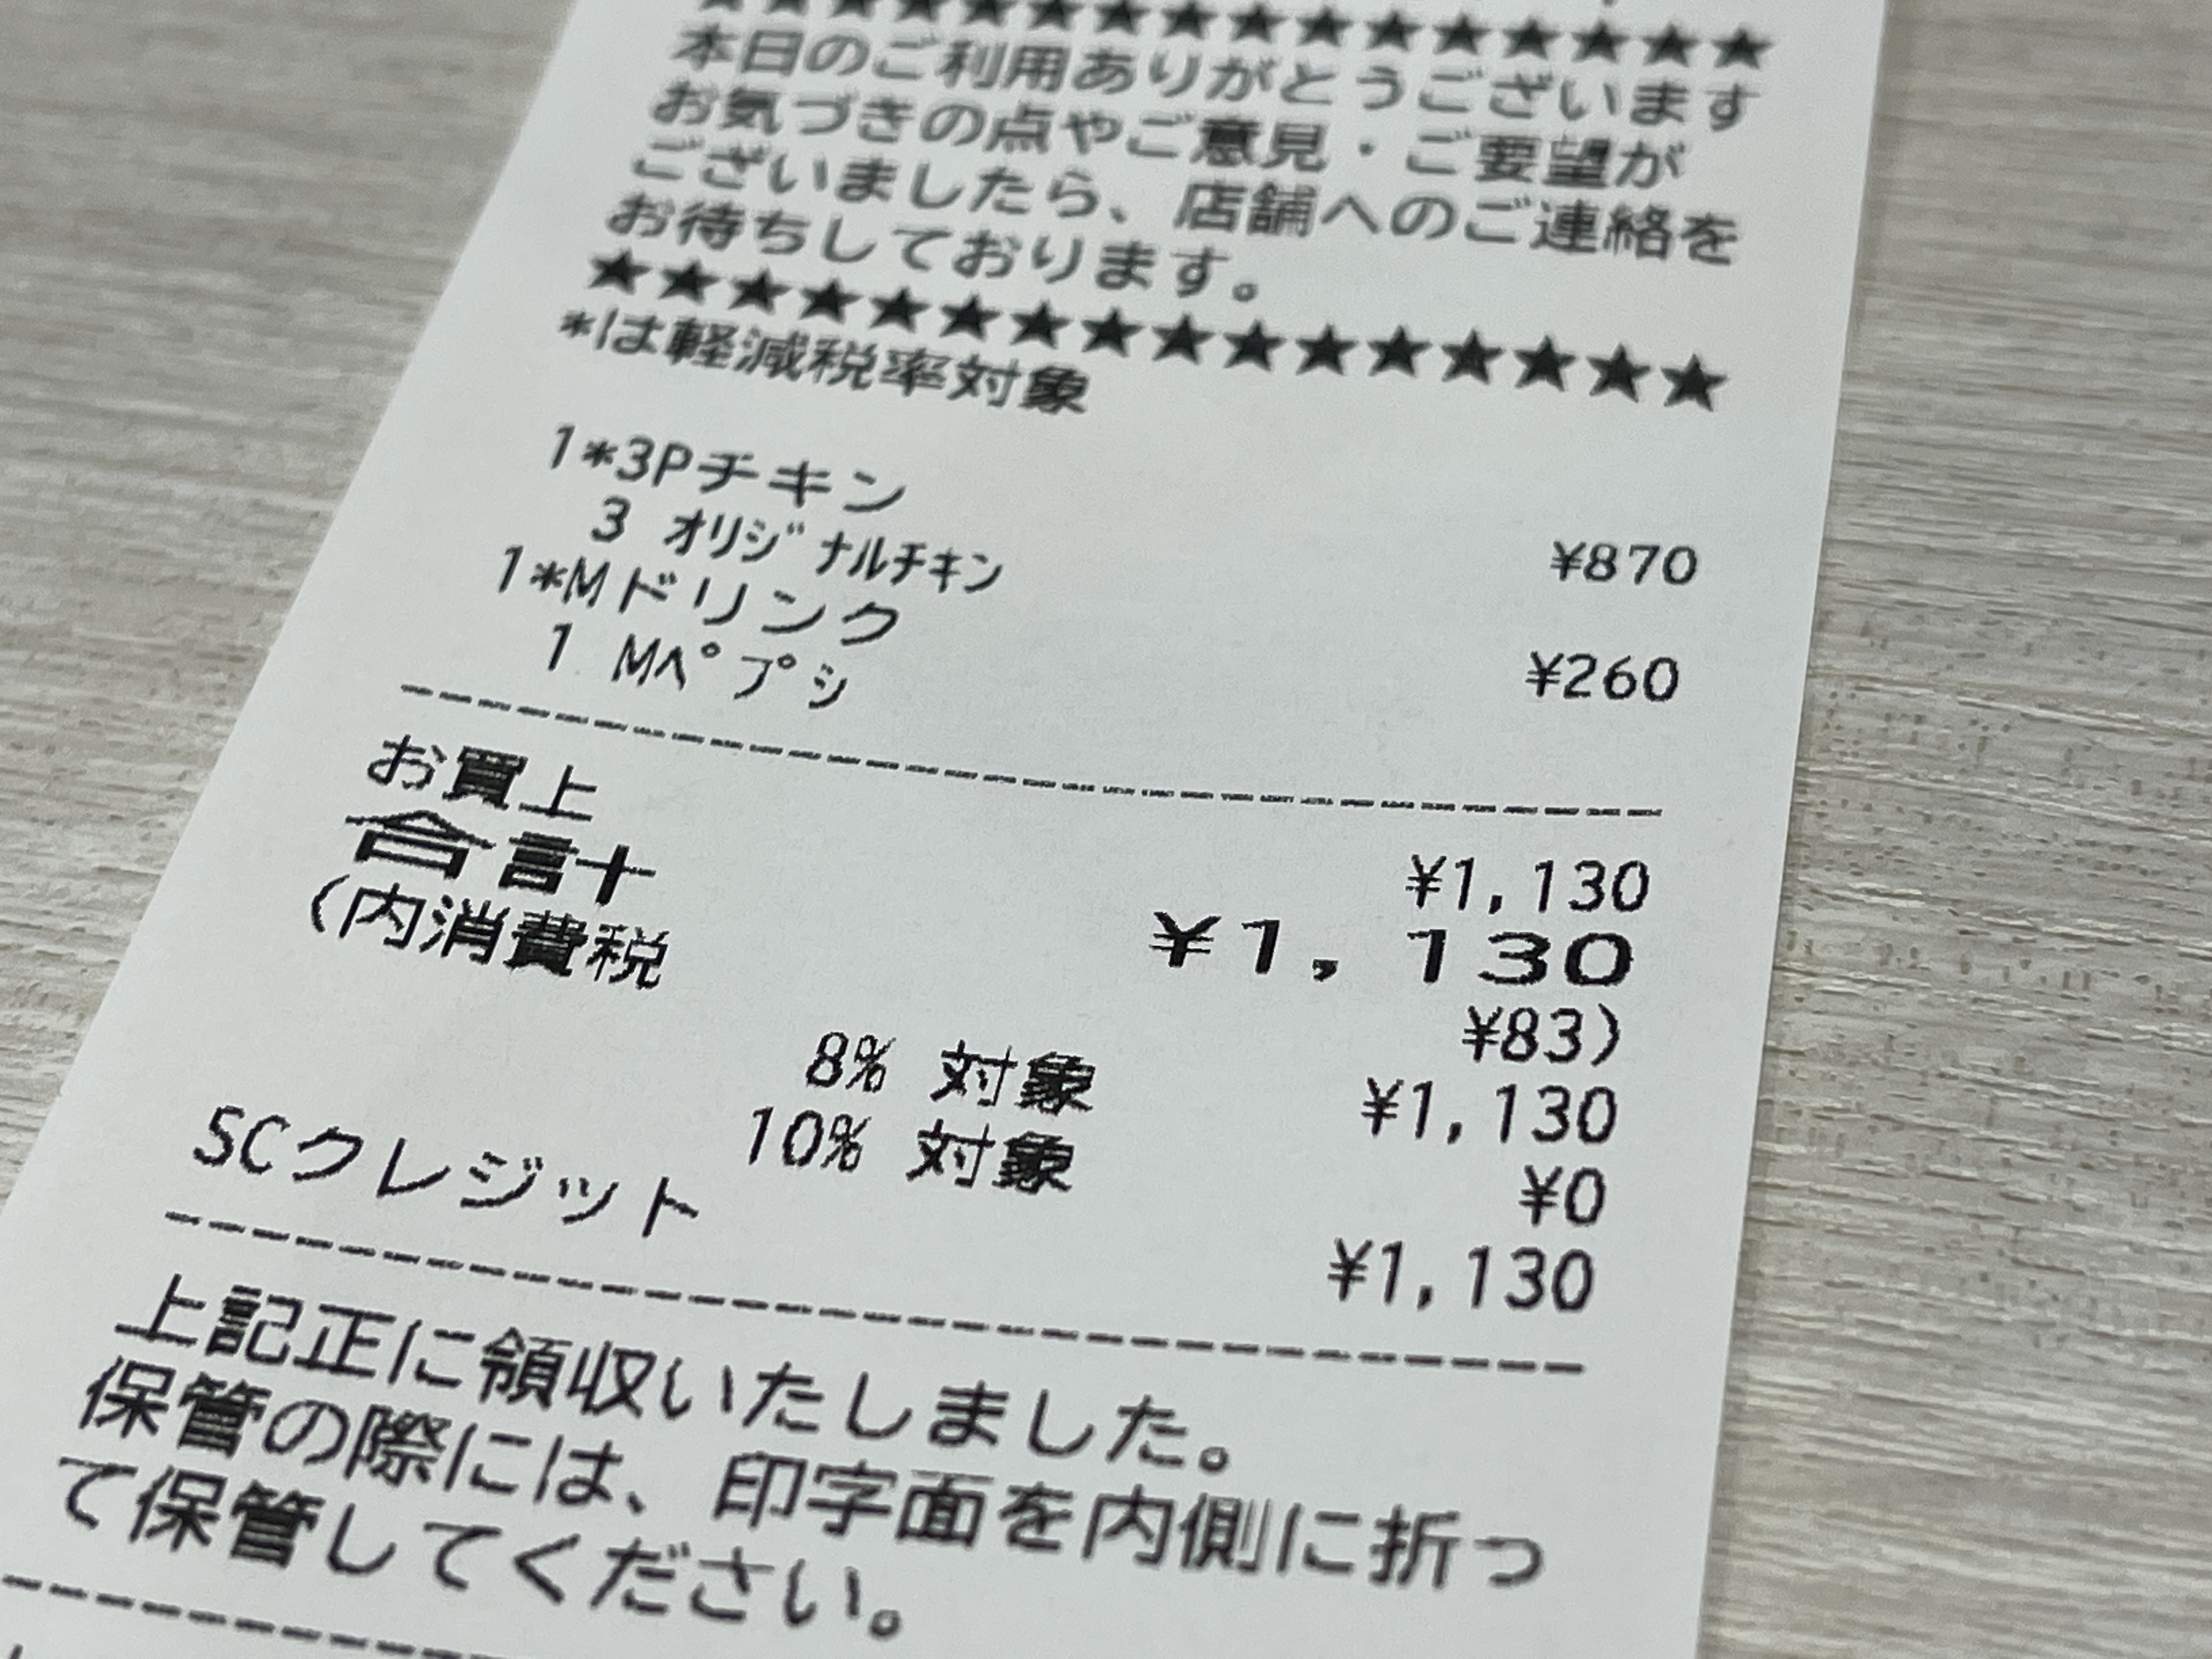 ★★★★★★★★★★★★★★★★
本日のご利用ありがとうございます
お気づきの点やご意見・ご要望が
ございましたら、店舗へのご連絡を
お待ちしております。
★★★★★★★★★★★★★★★★
*は軽減税率対象
1*3Pチキン ¥870
3 ｵﾘｼﾞﾅﾙﾁｷﾝ
1*Mドリンク ¥260
1 Mﾍﾟﾌﾟｼ
お買上 ¥1,130
合計 ¥1,130
(内消費税 ¥83)
8% 対象 ¥1,130
10% 対象 ¥0
SCクレジット ¥1,130
上記正に領収いたしました。
保管の際には、印字面を内側に折っ
て保管してください。